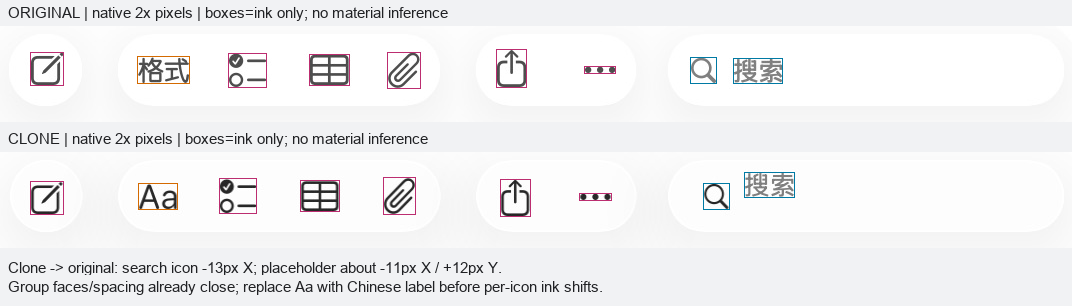 ORIGINAL | native 2x pixels | boxes=ink only; no material inference
格式
搜索
CLONE | native 2x pixels | boxes=ink only; no material inference
Aa
搜索
Clone -> original: search icon -13px X; placeholder about -11px X / +12px Y.
Group faces/spacing already close; replace Aa with Chinese label before per-icon ink shifts.